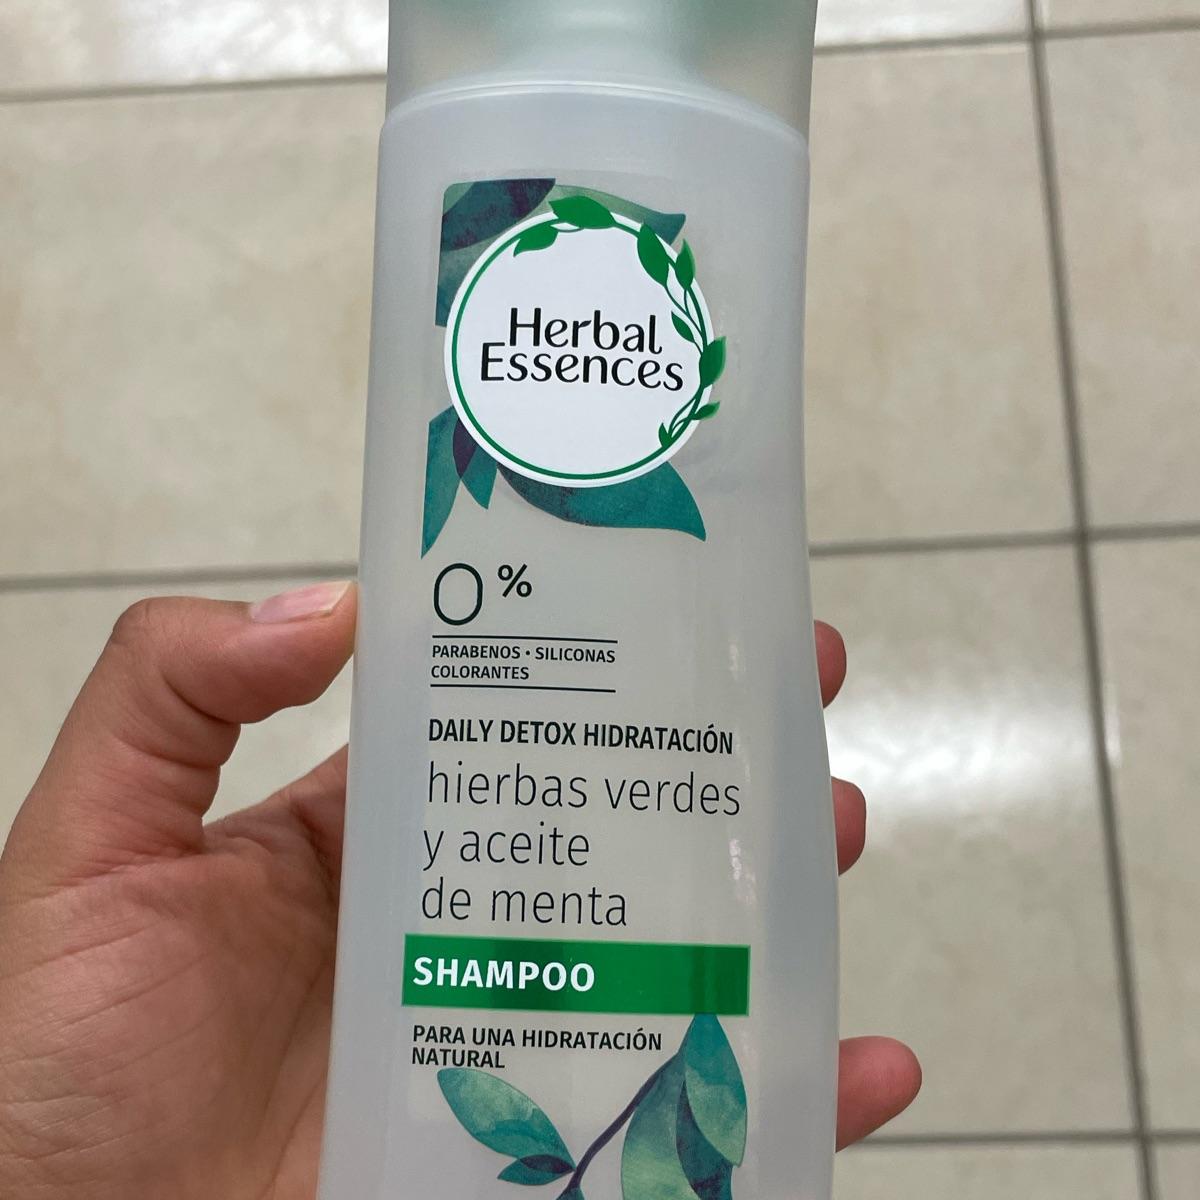 Herbal
Essences
0%
PARABENOS • SILICONAS
COLORANTES
DAILY DETOX HIDRATACIÓN
hierbas verdes
y aceite
de menta
SHAMPOO
PARA UNA HIDRATACIÓN
NATURAL